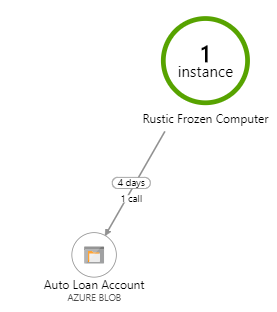 1
instance
Rustic Frozen Computer
4 days
1 call
Auto Loan Account
AZURE BLOB